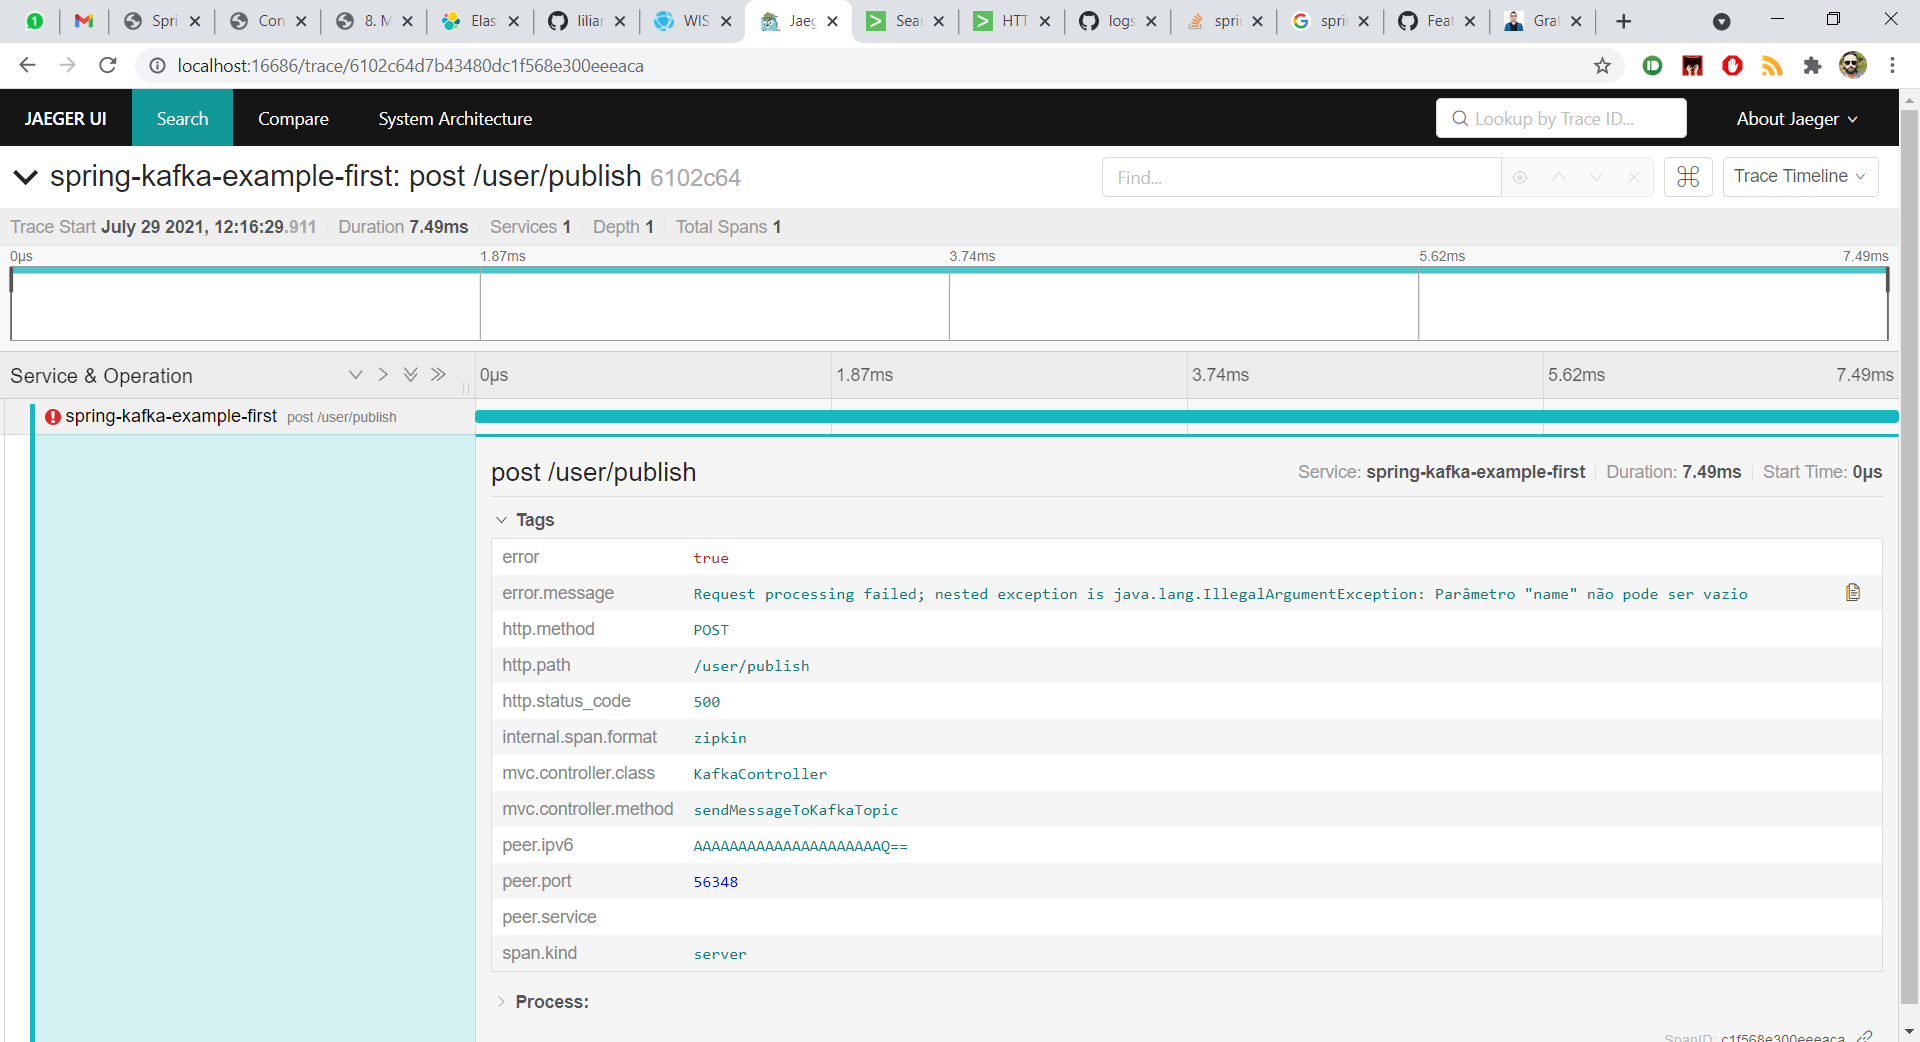 Spri
Con
8. M
Elas
lilian
WIS
Jaeg
Sear
HTT
logs
sprin
sprin
Feat
Graf
localhost:16686/trace/6102c64d7b43480dc1f568e300eeeaca
JAEGER UI Search Compare System Architecture Lookup by Trace ID... About Jaeger
spring-kafka-example-first: post /user/publish 6102c64 Find... Trace Timeline
Trace Start July 29 2021, 12:16:29.911 Duration 7.49ms Services 1 Depth 1 Total Spans 1
0μs 1.87ms 3.74ms 5.62ms 7.49ms
Service & Operation 0μs 1.87ms 3.74ms 5.62ms 7.49ms
spring-kafka-example-first post /user/publish
post /user/publish Service: spring-kafka-example-first Duration: 7.49ms Start Time: 0μs
Tags
error true
error.message Request processing failed; nested exception is java.lang.IllegalArgumentException: Parâmetro "name" não pode ser vazio
http.method POST
http.path /user/publish
http.status_code 500
internal.span.format zipkin
mvc.controller.class KafkaController
mvc.controller.method sendMessageToKafkaTopic
peer.ipv6 AAAAAAAAAAAAAAAAAAAAAQ==
peer.port 56348
peer.service
span.kind server
Process:
SpanID: c1f568e300eeeaca